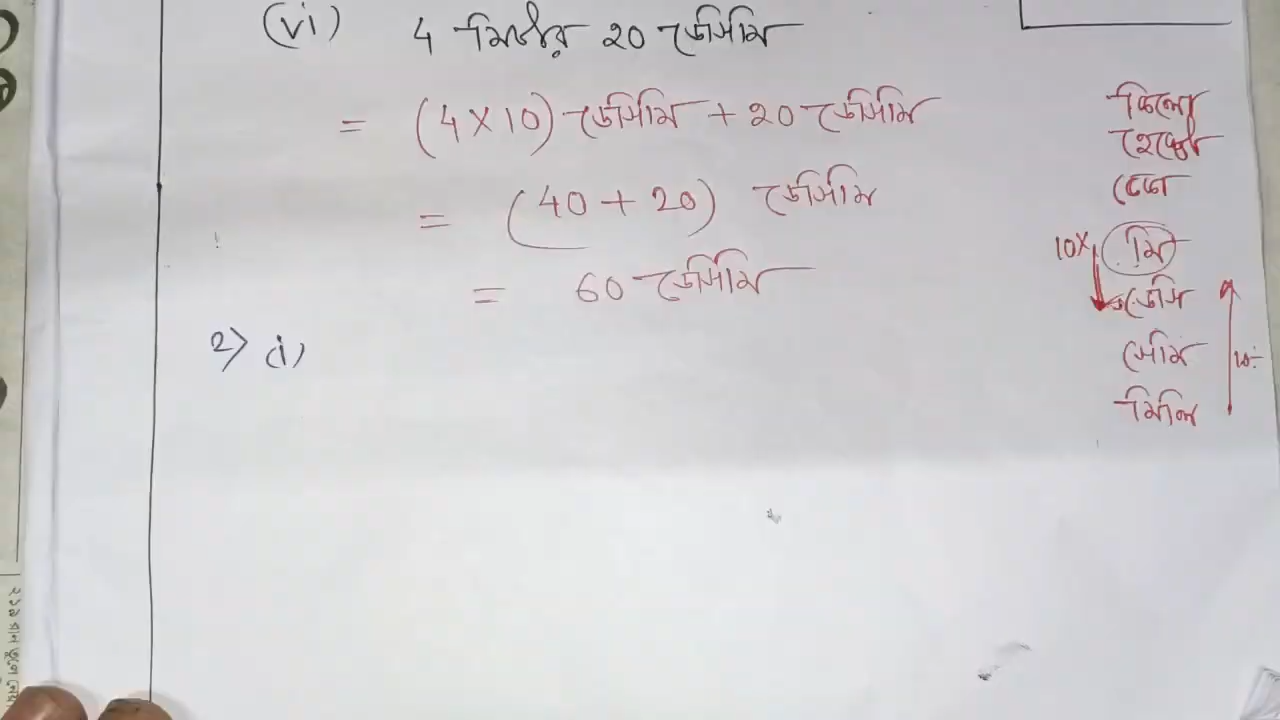 (vi) 4 মিটার 20 ডেসিমি
= (4 × 10) ডেসিমি + 20 ডেসিমি
= (40 + 20) ডেসিমি
= 60 ডেসিমি
2) (i)
কিলো
হেক্টো
ডেকা
10× মি
ডেসি
সেমি
মিলি